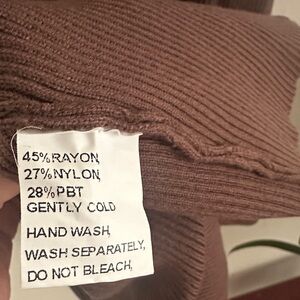 45%RAYON
27%NYLON
28%PBT
GENTLY COLD
HAND WASH,
WASH SEPARATELY,
DO NOT BLEACH,